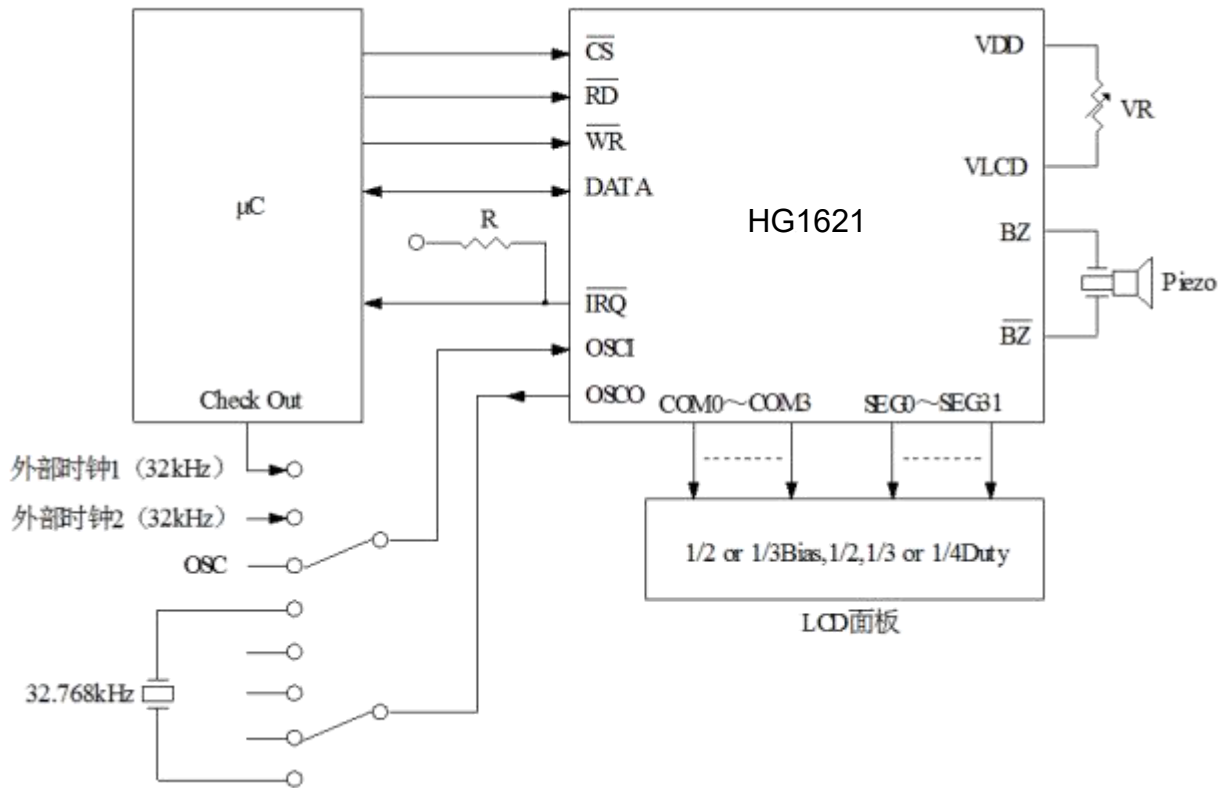 μC
Check Out
CS
RD
WR
DATA
R
IRQ
OSCI
OSCO
HG1621
VDD
VR
VLCD
BZ
Piezo
BZ
COM0～COM3
SEG0～SEG31
外部时钟1（32kHz）
外部时钟2（32kHz）
OSC
32.768kHz
1/2 or 1/3Bias,1/2,1/3 or 1/4Duty
LCD面板